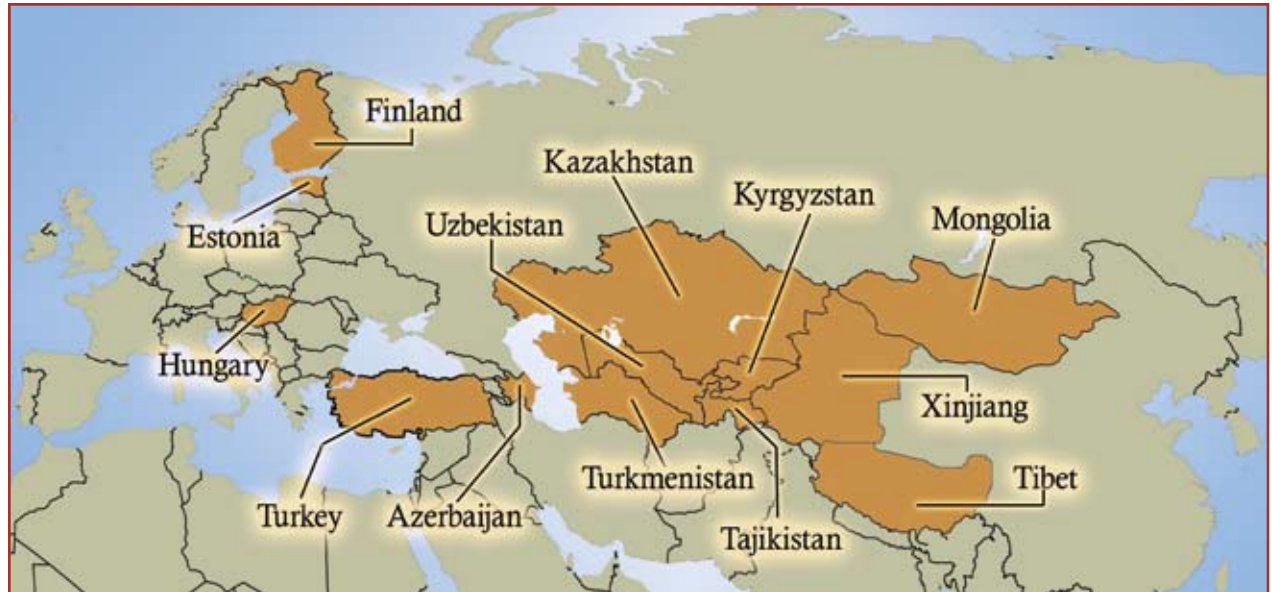 Finland
Kazakhstan
Kyrgyzstan
Mongolia
Uzbekistan
Estonia
Hungary
Xinjiang
Turkmenistan
Tibet
Turkey
Azerbaijan
Tajikistan